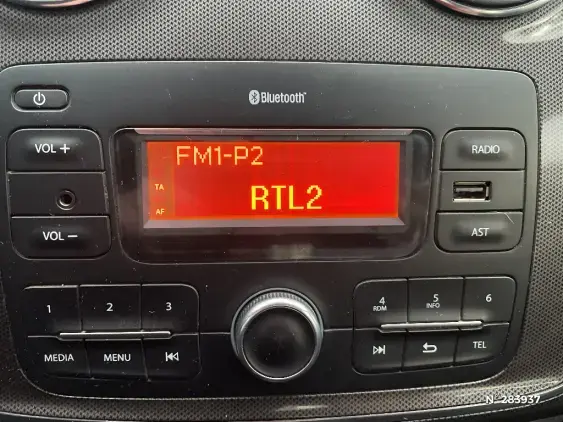 Bluetooth
VOL +
FM1-P2
RADIO
TA
RTL2
AF
VOL −
AST
1
2
3
4
RDM
5
INFO
6
MEDIA
MENU
TEL
N_283937